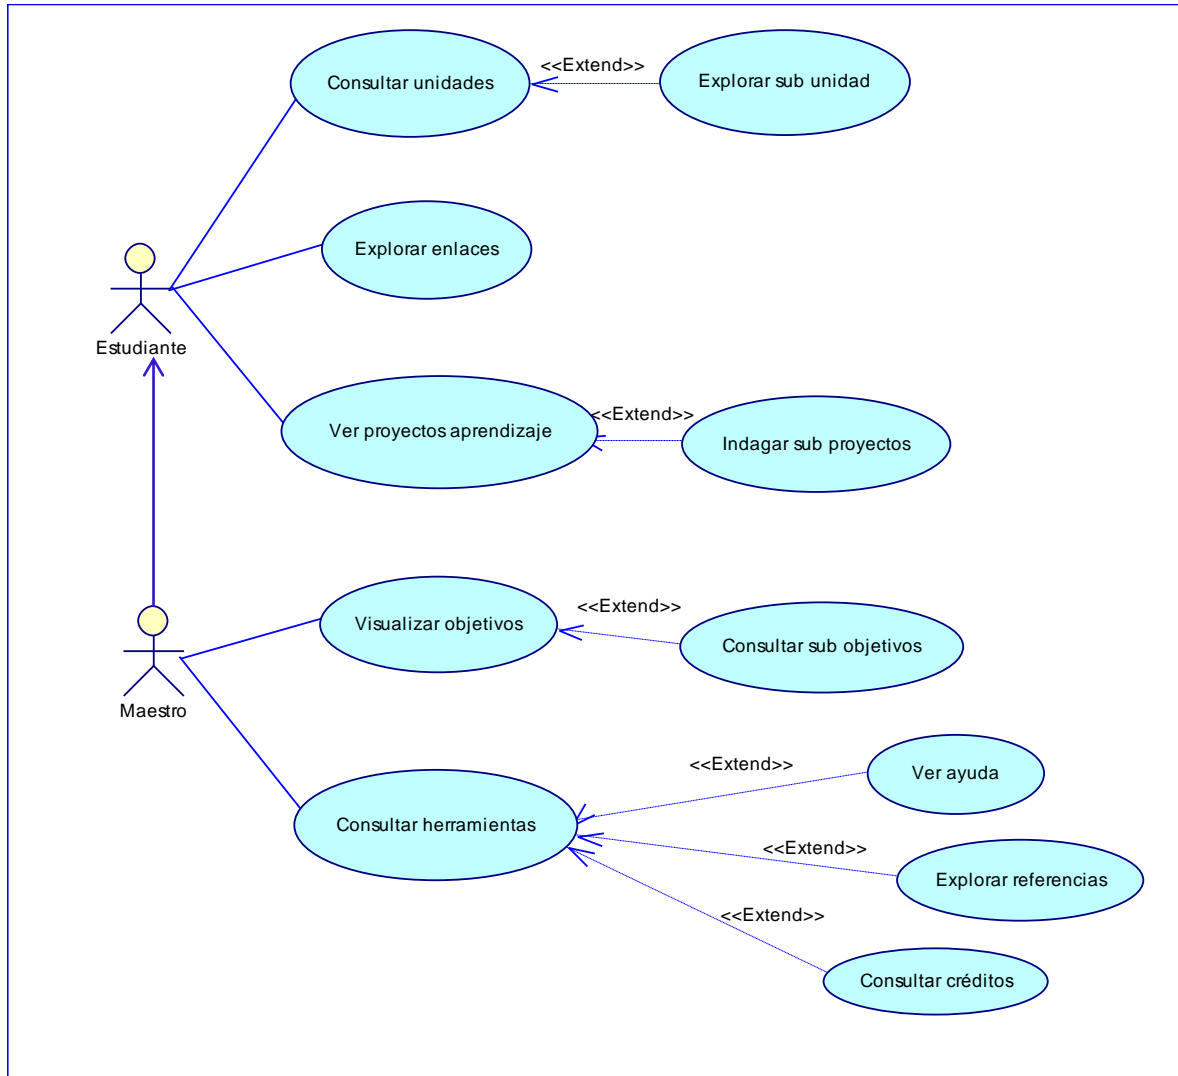 <<Extend>>
Consultar unidades
Explorar sub unidad
Explorar enlaces
Estudiante
<<Extend>>
Ver proyectos aprendizaje
Indagar sub proyectos
<<Extend>>
Visualizar objetivos
Consultar sub objetivos
Maestro
<<Extend>>
Ver ayuda
Consultar herramientas
<<Extend>>
Explorar referencias
<<Extend>>
Consultar créditos